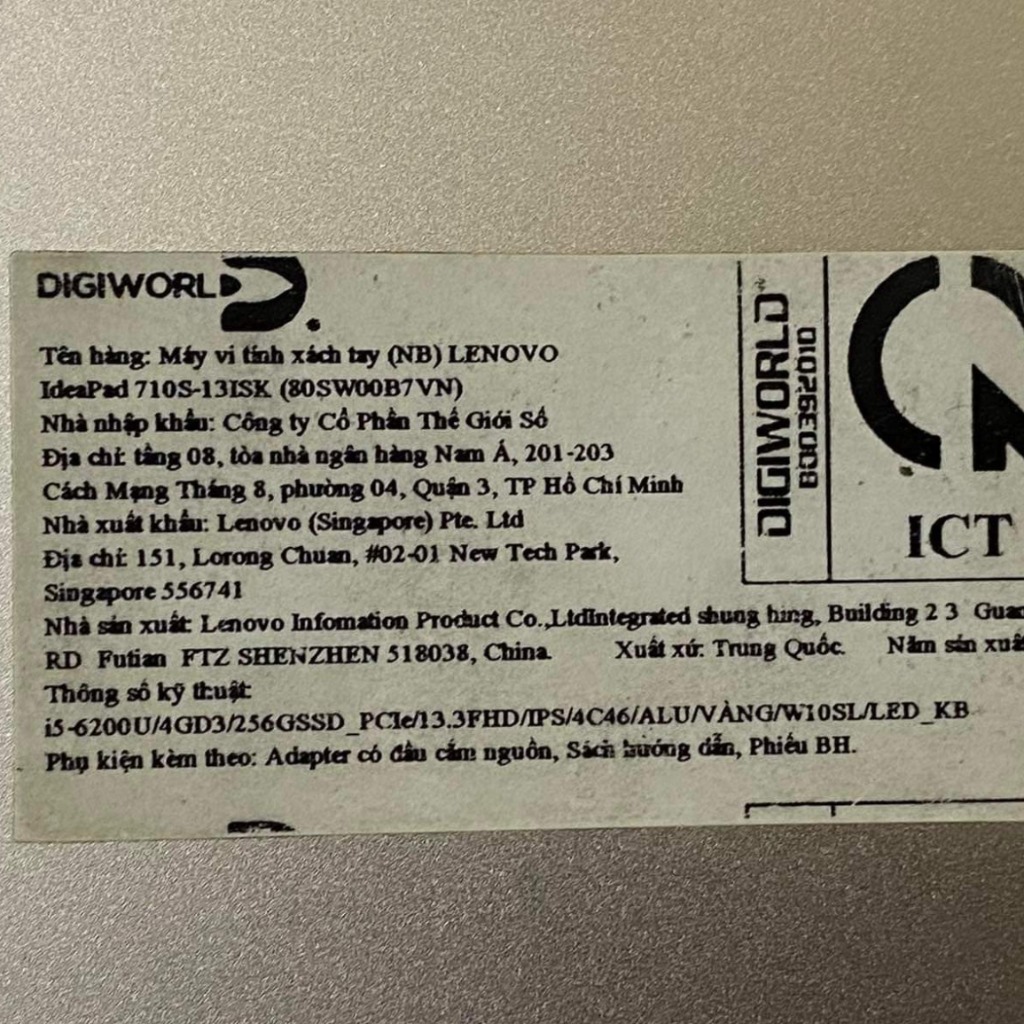 DIGIWORLD
Tên hàng: Máy vi tính xách tay (NB) LENOVO
IdeaPad 710S-13ISK (80SW00B7VN)
Nhà nhập khẩu: Công ty Cổ Phần Thế Giới Số
Địa chỉ: tầng 08, tòa nhà ngân hàng Nam Á, 201-203
Cách Mạng Tháng 8, phường 04, Quận 3, TP Hồ Chí Minh
Nhà xuất khẩu: Lenovo (Singapore) Pte. Ltd
Địa chỉ: 151, Lorong Chuan, #02-01 New Tech Park,
Singapore 556741
Nhà sản xuất: Lenovo Infomation Product Co.,LtdIntegrated shung hing, Building 2 3 Guan
RD Futian FTZ SHENZHEN 518038, China. Xuất xứ: Trung Quốc. Năm sản xuất
Thông số kỹ thuật:
i5-6200U/4GD3/256GSSD_PCIe/13.3FHD/IPS/4C46/ALU/VÀNG/W10SL/LED_KB
Phụ kiện kèm theo: Adapter có đầu cắm nguồn, Sách hướng dẫn, Phiếu BH.
DIGIWORLD
B003629D10
ICT